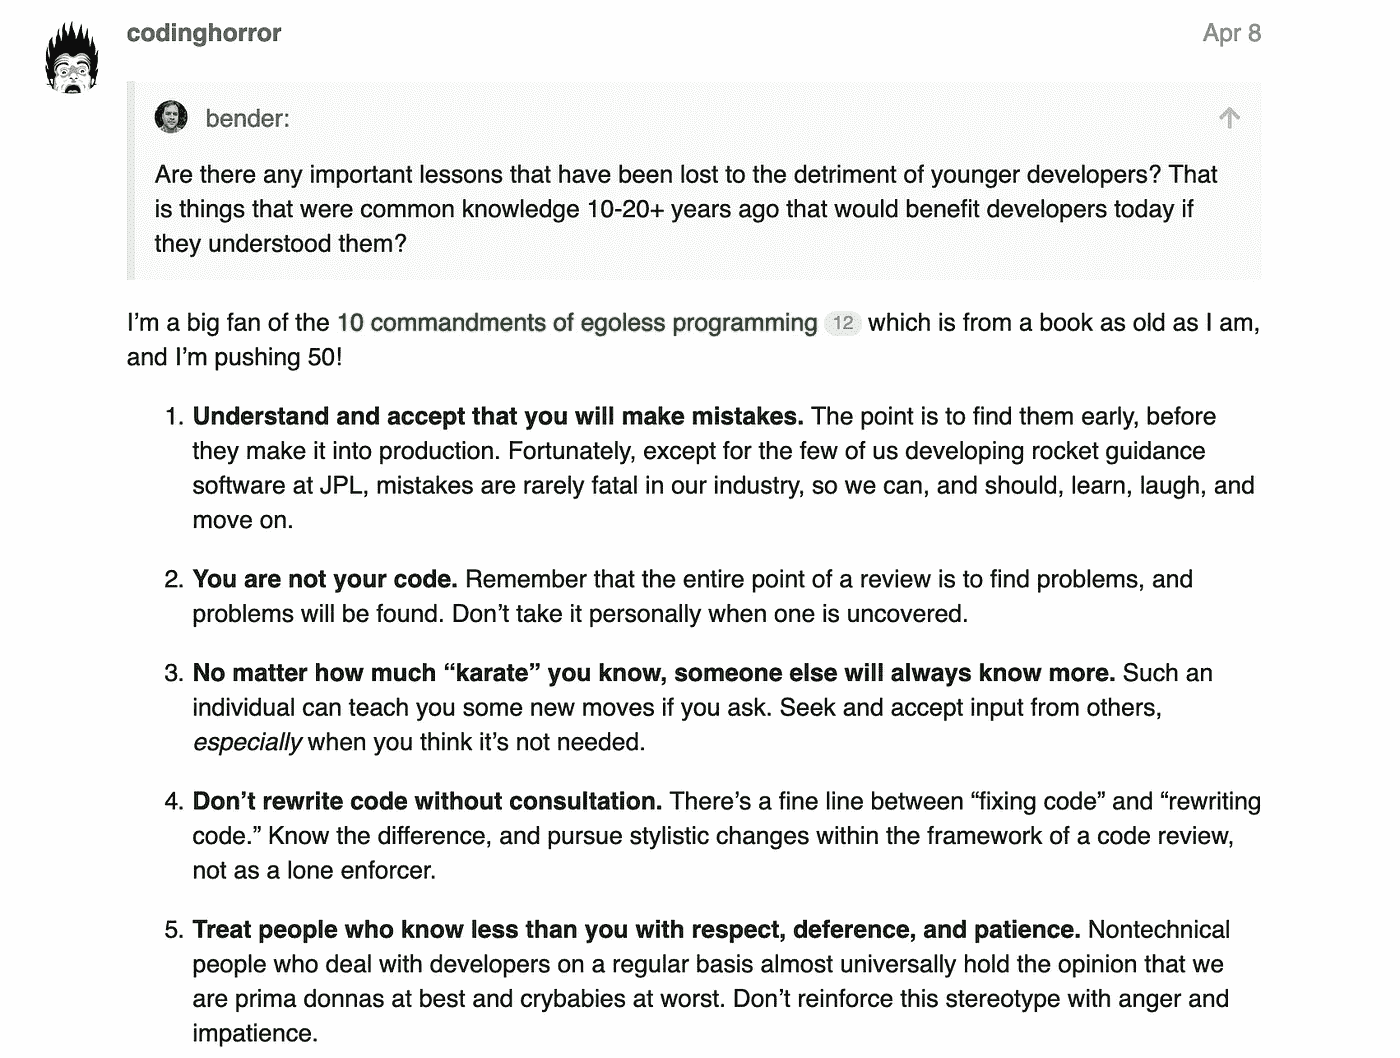 codinghorror
Apr 8
bender:
Are there any important lessons that have been lost to the detriment of younger developers? That
is things that were common knowledge 10-20+ years ago that would benefit developers today if
they understood them?
I’m a big fan of the 10 commandments of egoless programming 12 which is from a book as old as I am,
and I’m pushing 50!
1. Understand and accept that you will make mistakes. The point is to find them early, before
they make it into production. Fortunately, except for the few of us developing rocket guidance
software at JPL, mistakes are rarely fatal in our industry, so we can, and should, learn, laugh, and
move on.
2. You are not your code. Remember that the entire point of a review is to find problems, and
problems will be found. Don’t take it personally when one is uncovered.
3. No matter how much “karate” you know, someone else will always know more. Such an
individual can teach you some new moves if you ask. Seek and accept input from others,
especially when you think it’s not needed.
4. Don’t rewrite code without consultation. There’s a fine line between “fixing code” and “rewriting
code.” Know the difference, and pursue stylistic changes within the framework of a code review,
not as a lone enforcer.
5. Treat people who know less than you with respect, deference, and patience. Nontechnical
people who deal with developers on a regular basis almost universally hold the opinion that we
are prima donnas at best and crybabies at worst. Don’t reinforce this stereotype with anger and
impatience.